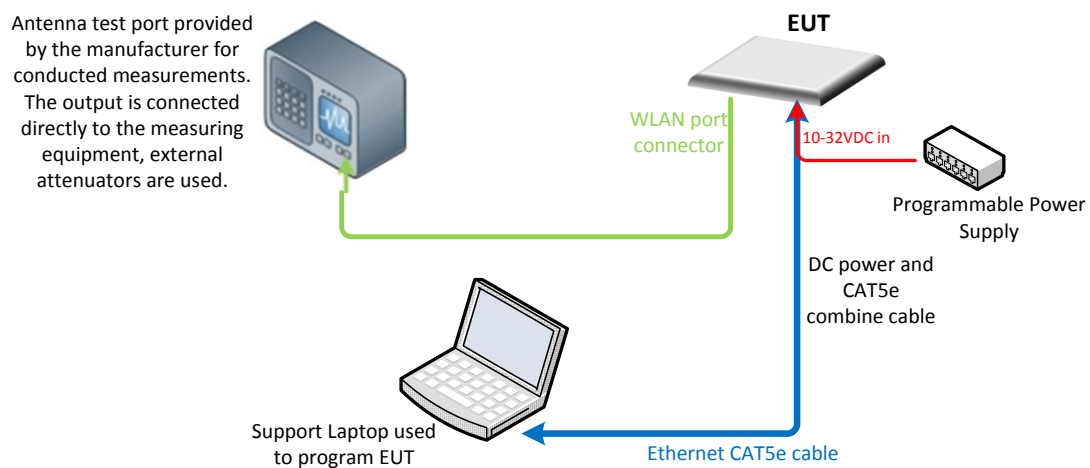 Antenna test port provided
by the manufacturer for
conducted measurements.
The output is connected
directly to the measuring
equipment, external
attenuators are used.
EUT
WLAN port
connector
10-32VDC in
Programmable Power
Supply
DC power and
CAT5e
combine cable
Support Laptop used
to program EUT
Ethernet CAT5e cable